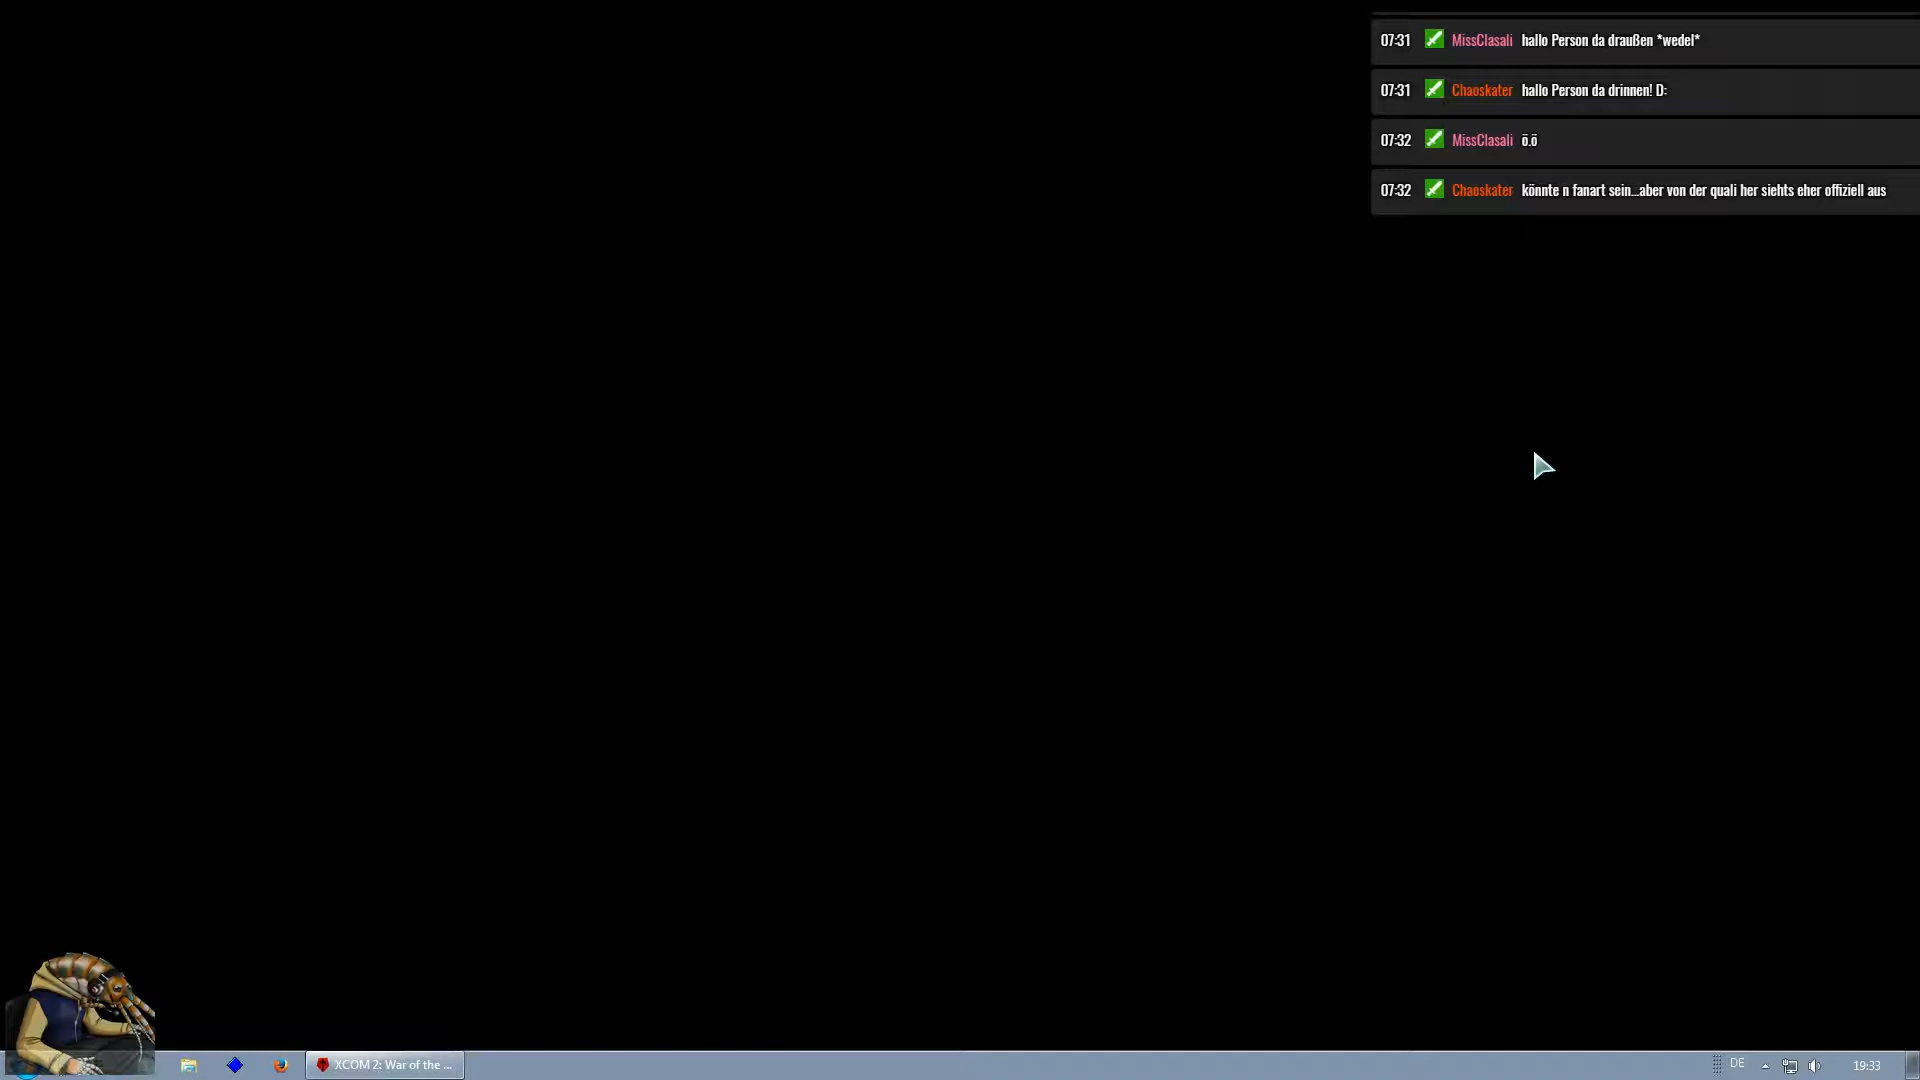 07:31 MissClasali hallo Person da draußen *wedel*
07:31 Chaoskater hallo Person da drinnen! D:
07:32 MissClasali ö.ö
07:32 Chaoskater könnte n fanart sein...aber von der quali her siehts eher offiziell aus
XCOM 2: War of the ...
DE
19:33